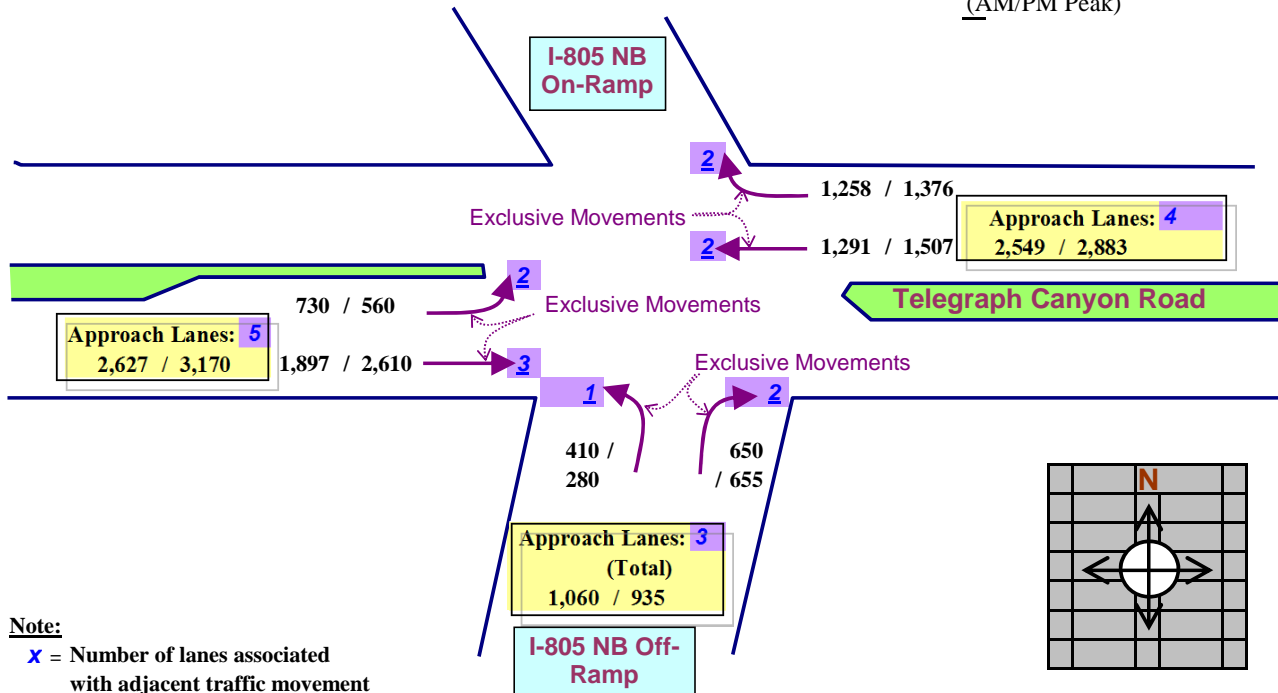 (AM/PM Peak)
I-805 NB
On-Ramp
2
1,258 / 1,376
Exclusive Movements
Approach Lanes: 4
2,549 / 2,883
2
1,291 / 1,507
2
730 / 560
Exclusive Movements
Telegraph Canyon Road
Approach Lanes: 5
2,627 / 3,170
1,897 / 2,610
3
Exclusive Movements
1
2
410 /
280
650
/ 655
N
Approach Lanes: 3
(Total)
1,060 / 935
Note:
x = Number of lanes associated
with adjacent traffic movement
I-805 NB Off-
Ramp